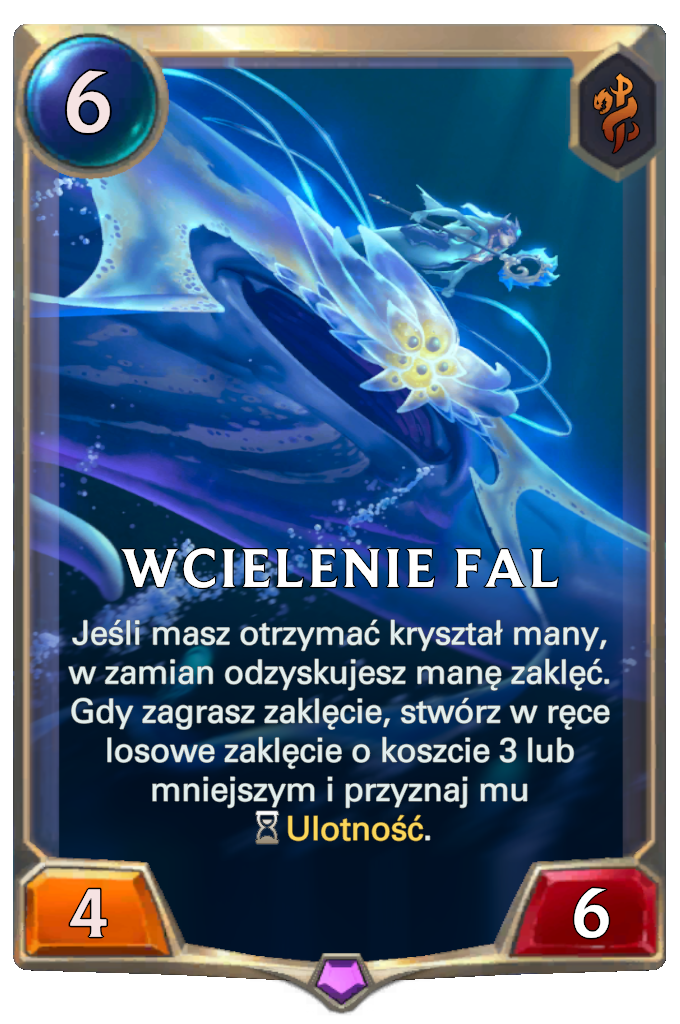 6
WCIELENIE FAL
Jeśli masz otrzymać kryształ many,
w zamian odzyskujesz manę zaklęć.
Gdy zagrasz zaklęcie, stwórz w ręce
losowe zaklęcie o koszcie 3 lub
mniejszym i przyznaj mu
Ulotność.
4
6